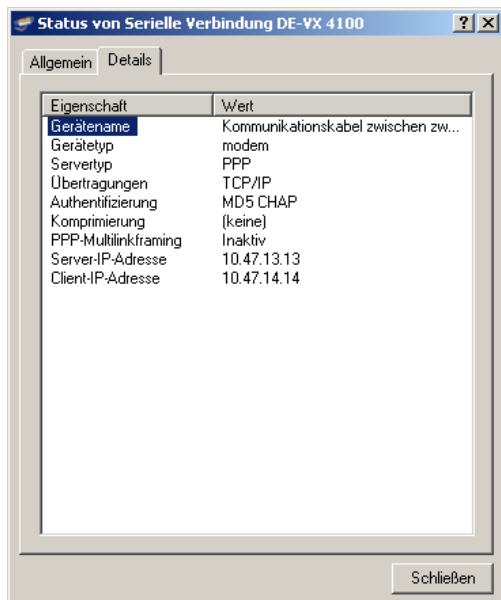 Status von Serielle Verbindung DE-VX 4100
Allgemein Details
Eigenschaft Wert
Gerätename Kommunikationskabel zwischen zw...
Gerätetyp modem
Servertyp PPP
Übertragungen TCP/IP
Authentifizierung MD5 CHAP
Komprimierung (keine)
PPP-Multilinkframing Inaktiv
Server-IP-Adresse 10.47.13.13
Client-IP-Adresse 10.47.14.14
Schließen